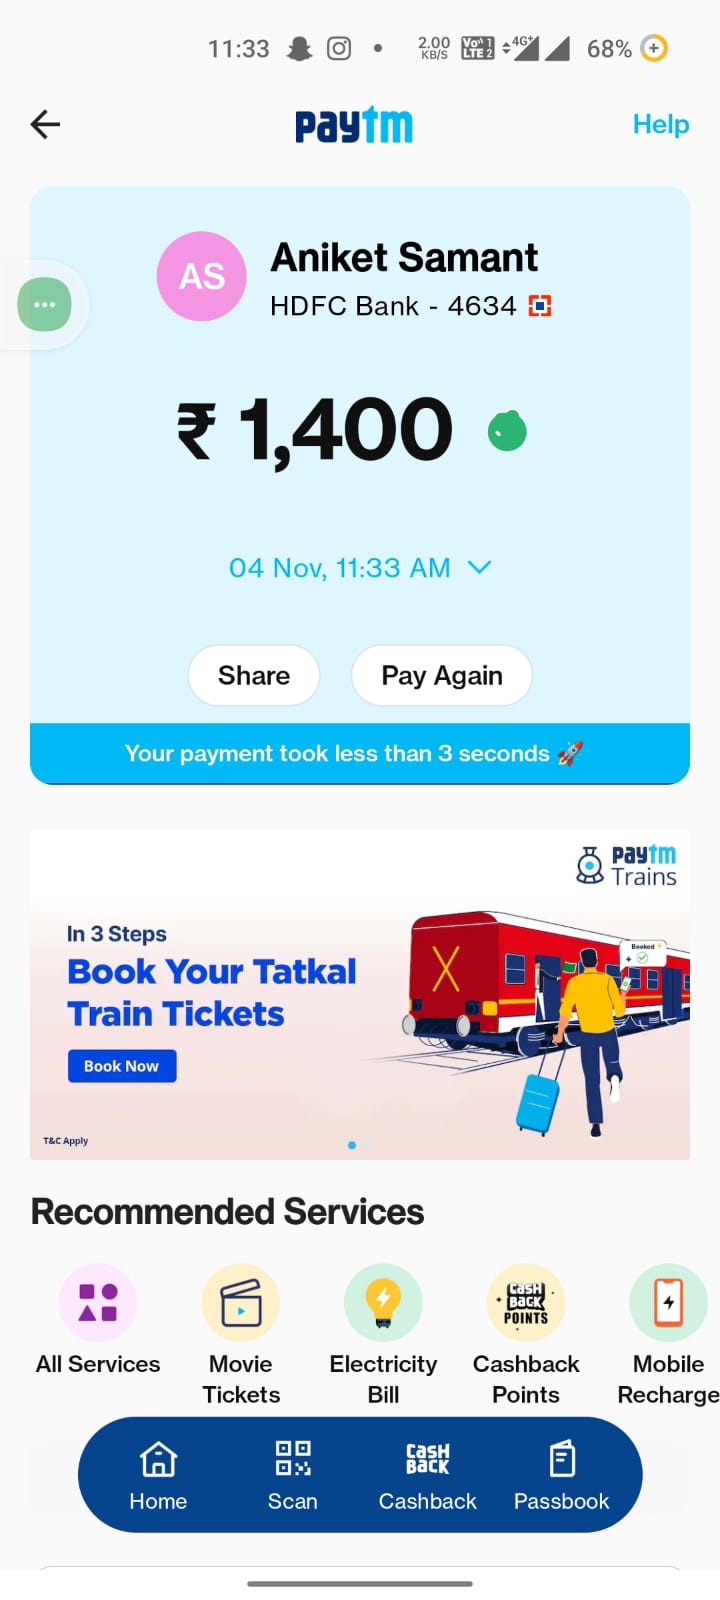 11:33 2.00 KB/S Vo 1 LTE 2 4G+ 68%
paytm Help
AS Aniket Samant
HDFC Bank - 4634
₹ 1,400
04 Nov, 11:33 AM
Share Pay Again
Your payment took less than 3 seconds 🚀
paytm
Trains
In 3 Steps
Book Your Tatkal
Train Tickets
Booked
Book Now
T&C Apply
Recommended Services
CASH BACK POINTS
All Services Movie Tickets Electricity Bill Cashback Points Mobile Recharge
CASH BACK
Home Scan Cashback Passbook